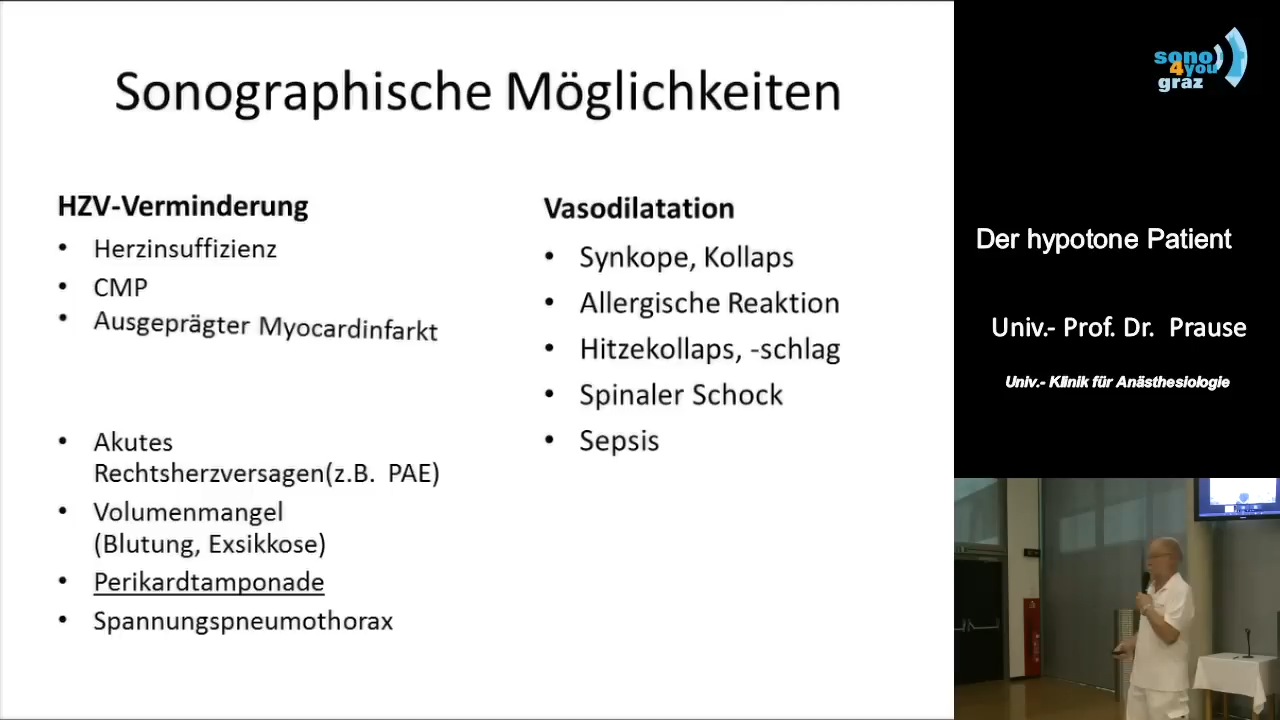 Sonographische Möglichkeiten
HZV-Verminderung
• Herzinsuffizienz
• CMP
• Ausgeprägter Myocardinfarkt
• Akutes
Rechtsherzversagen(z.B. PAE)
• Volumenmangel
(Blutung, Exsikkose)
• Perikardtamponade
• Spannungspneumothorax
Vasodilatation
• Synkope, Kollaps
• Allergische Reaktion
• Hitzekollaps, -schlag
• Spinaler Schock
• Sepsis
sono
4you
graz
Der hypotone Patient
Univ.- Prof. Dr. Prause
Univ.- Klinik für Anästhesiologie